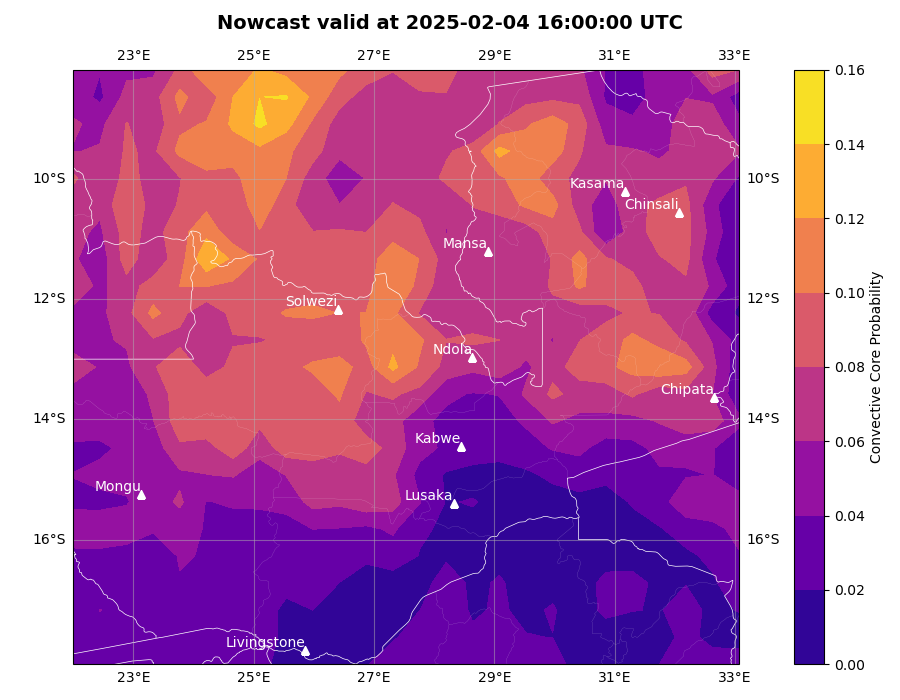 Nowcast valid at 2025-02-04 16:00:00 UTC
23°E 25°E 27°E 29°E 31°E 33°E
0.16
0.14
10°S 10°S
Kasama
Chinsali
0.12
Mansa
0.10
12°S 12°S
Solwezi
Ndola
0.08
Chipata
14°S 14°S
Kabwe
0.06
Mongu
Lusaka
0.04
16°S 16°S
0.02
Livingstone
0.00
23°E 25°E 27°E 29°E 31°E 33°E
Convective Core Probability